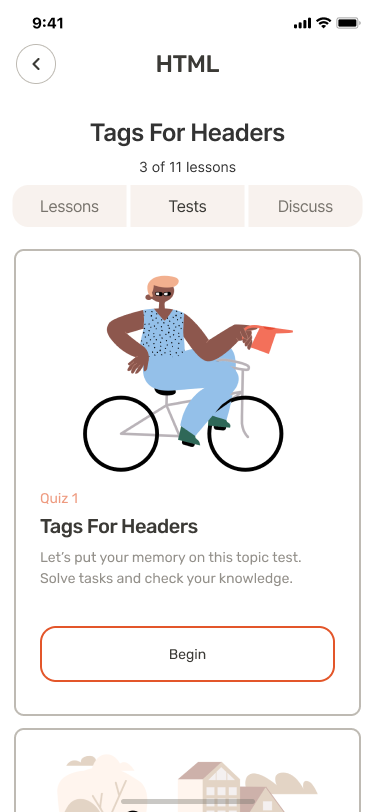 9:41
HTML
Tags For Headers
3 of 11 lessons
Lessons
Tests
Discuss
Quiz 1
Tags For Headers
Let's put your memory on this topic test.
Solve tasks and check your knowledge.
Begin